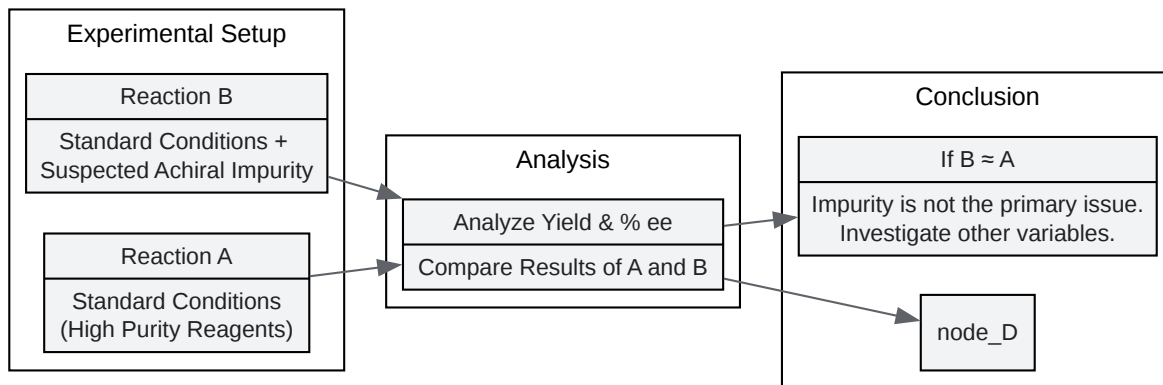 Experimental Setup
Reaction B
Standard Conditions +
Suspected Achiral Impurity
Reaction A
Standard Conditions
(High Purity Reagents)
Analysis
Analyze Yield & % ee
Compare Results of A and B
Conclusion
If B ≈ A
Impurity is not the primary issue.
Investigate other variables.
node_D